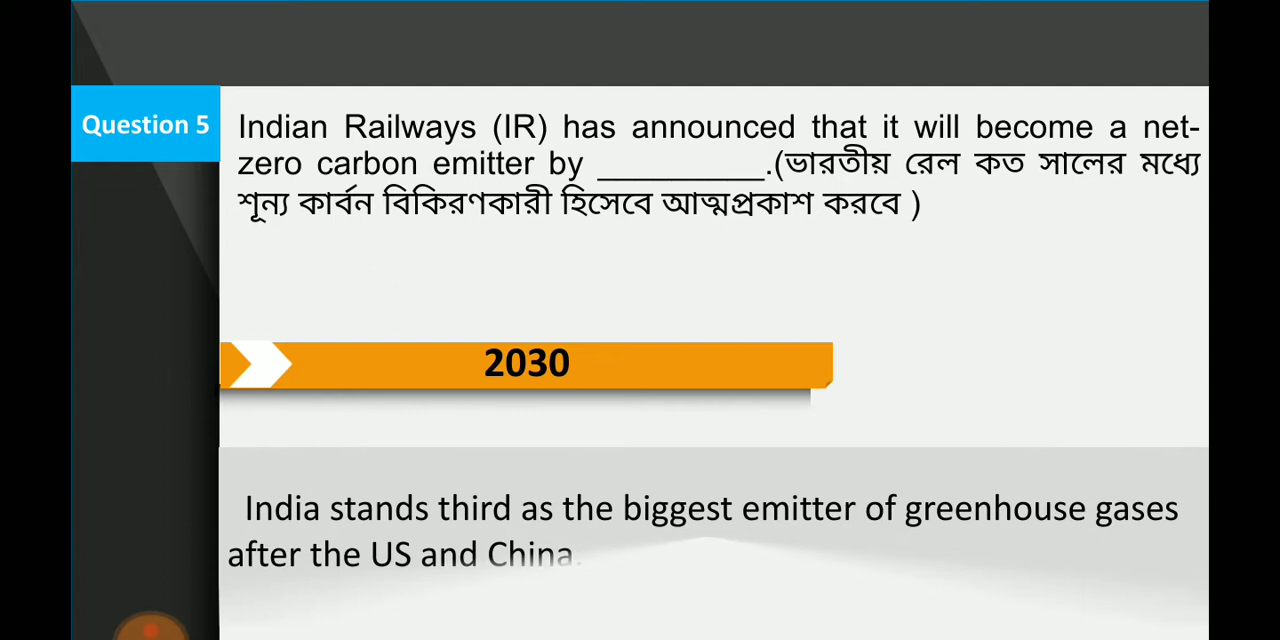 Question 5
Indian Railways (IR) has announced that it will become a net-
zero carbon emitter by __________.(ভারতীয় রেল কত সালের মধ্যে
শূন্য কার্বন বিকিরণকারী হিসেবে আত্মপ্রকাশ করবে )
2030
India stands third as the biggest emitter of greenhouse gases
after the US and China.